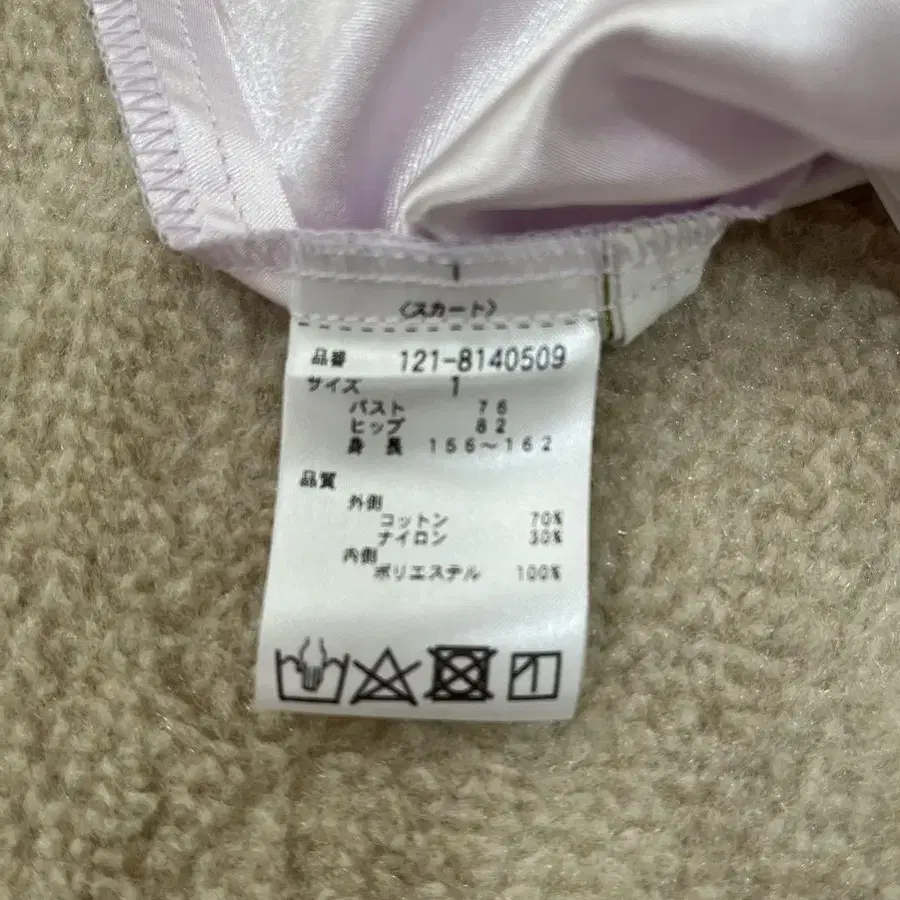 〈スカート〉
品番 121-8140509
サイズ 1
バスト 76
ヒップ 82
身長 156～162
品質
外側
コットン 70%
ナイロン 30%
内側
ポリエステル 100%